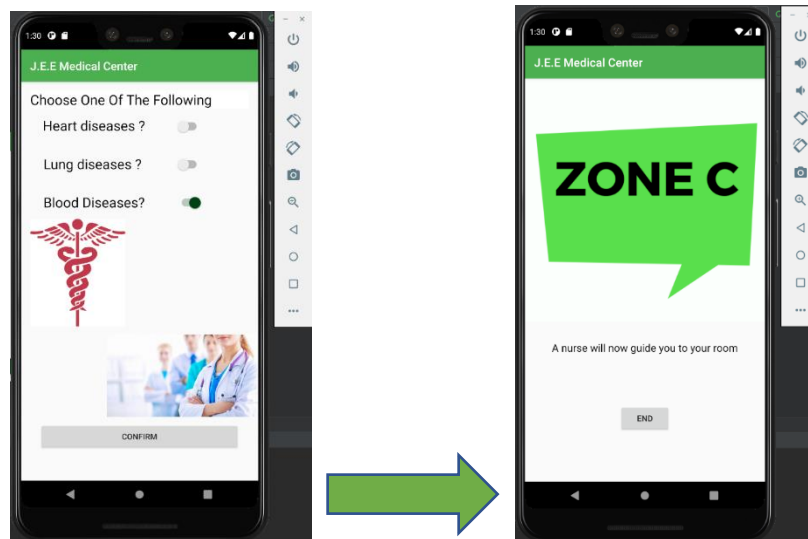 1:30
J.E.E Medical Center
Choose One Of The Following
Heart diseases ?
Lung diseases ?
Blood Diseases?
CONFIRM
1:30
J.E.E Medical Center
ZONE C
A nurse will now guide you to your room
END